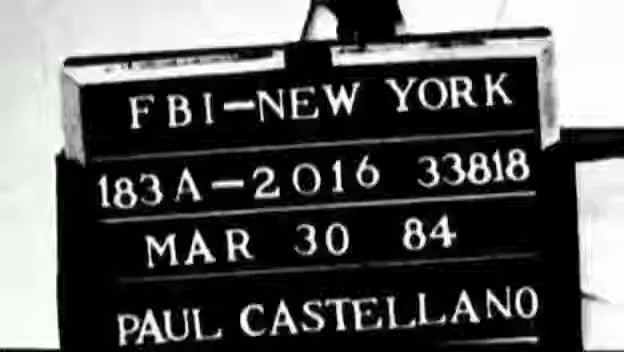 FBI-NEW YORK
183A-2016 33818
MAR 30 84
PAUL CASTELLANO